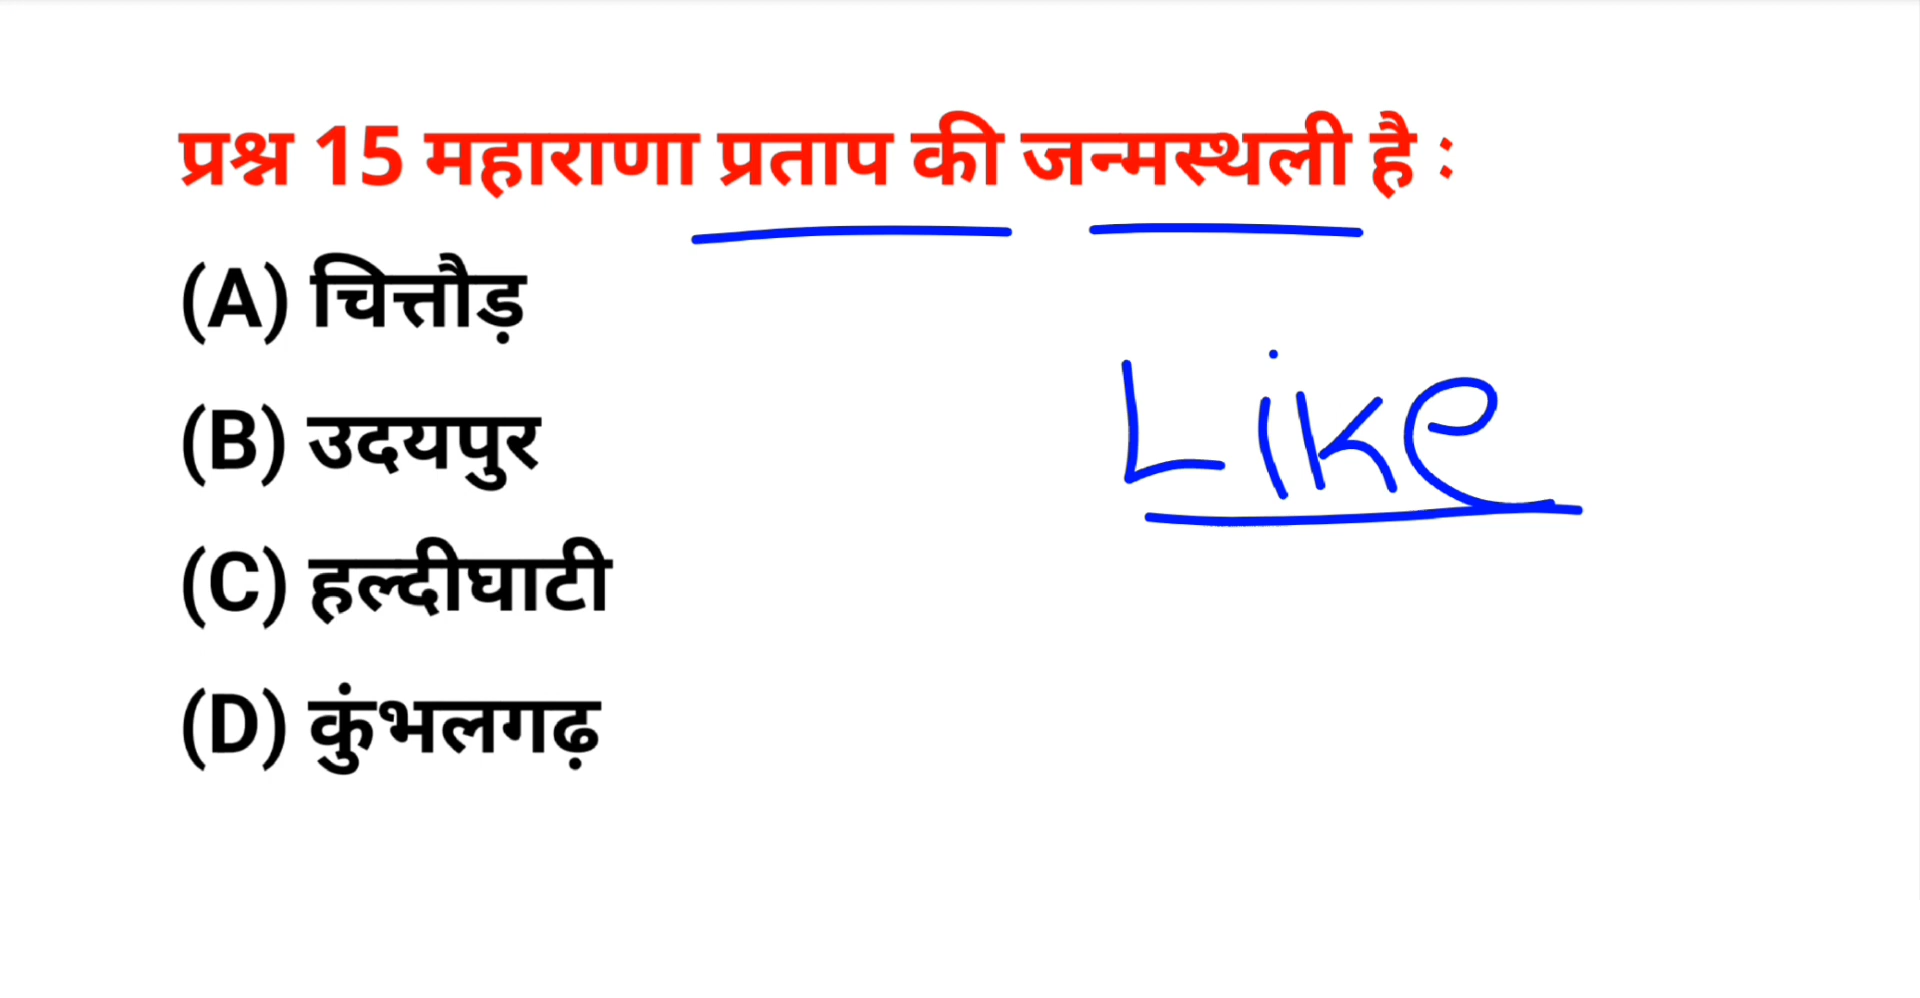 प्रश्न 15 महाराणा प्रताप की जन्मस्थली है :
(A) चित्तौड़
(B) उदयपुर
Like
(C) हल्दीघाटी
(D) कुंभलगढ़